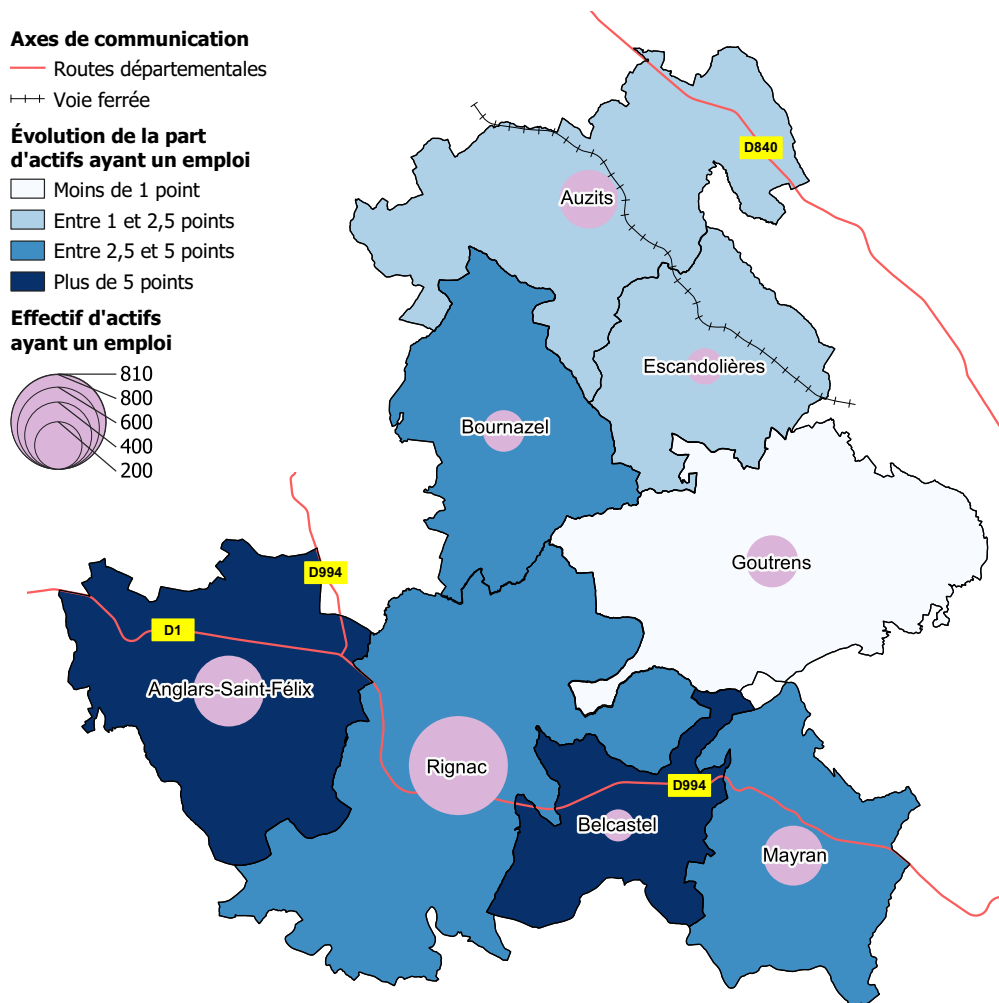 Axes de communication
Routes départementales
Voie ferrée
Évolution de la part
d'actifs ayant un emploi
Moins de 1 point
Entre 1 et 2,5 points
Entre 2,5 et 5 points
Plus de 5 points
Effectif d'actifs
ayant un emploi
810
800
600
400
200
D840
Auzits
Escandolières
Bournazel
Goutrens
D994
D1
Anglars-Saint-Félix
Rignac
D994
Belcastel
Mayran